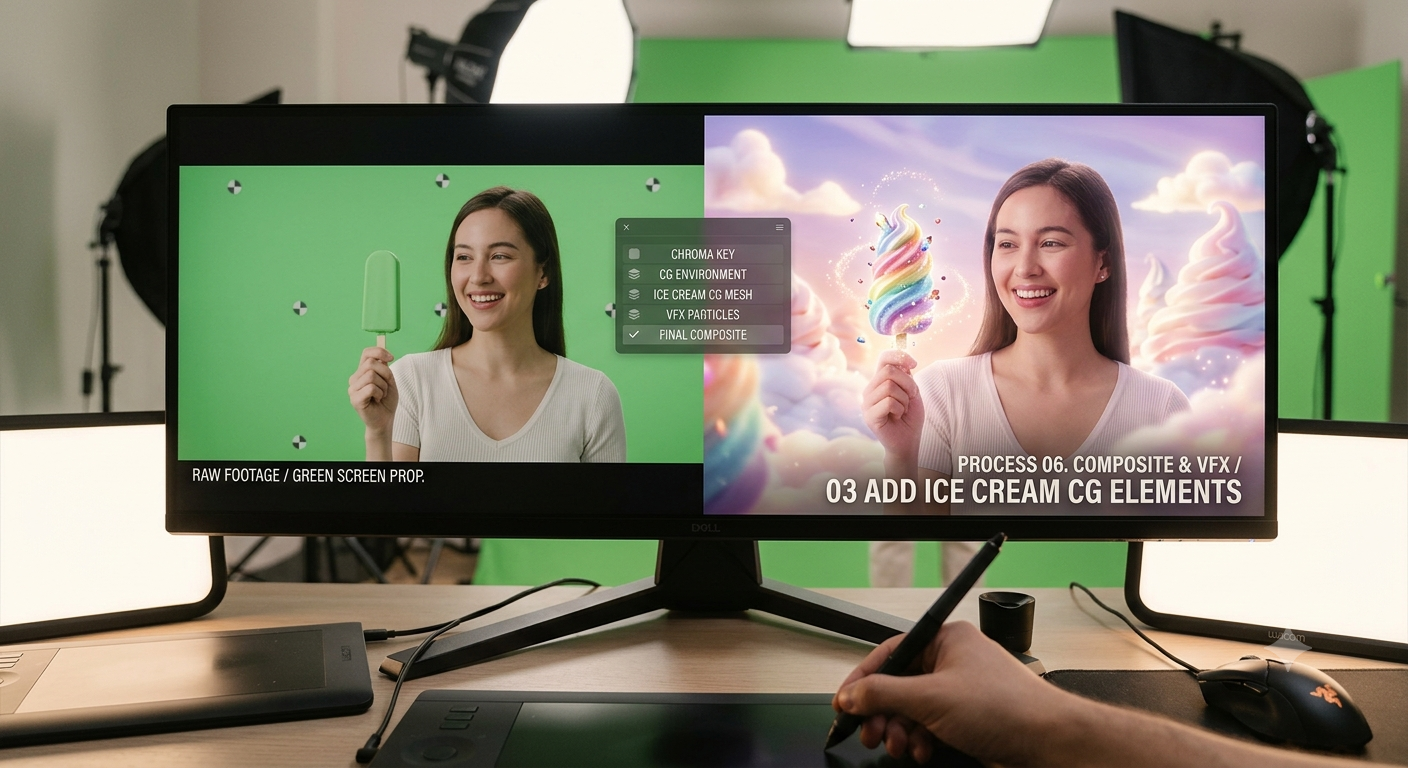 CHROMA KEY
CG ENVIRONMENT
ICE CREAM CG MESH
VFX PARTICLES
PINAL COMPOSITE
RAW FOOTAGE / GREEN SCREEN PROP.
PROCESS 06. COMPOSITE & VFX /
03 ADD ICE CREAM CG ELEMENTS
DELL